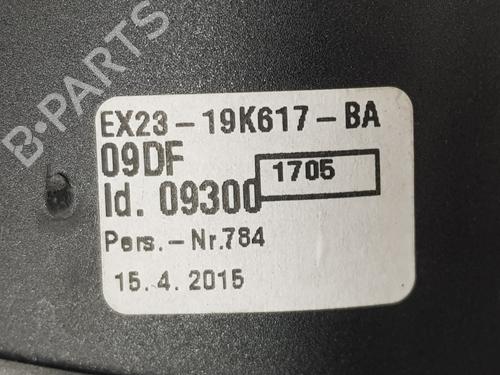 B-PARTS
EX23-19K617-BA
09DF
1705
Id. 09300
Pers.-Nr.784
15.4.2015